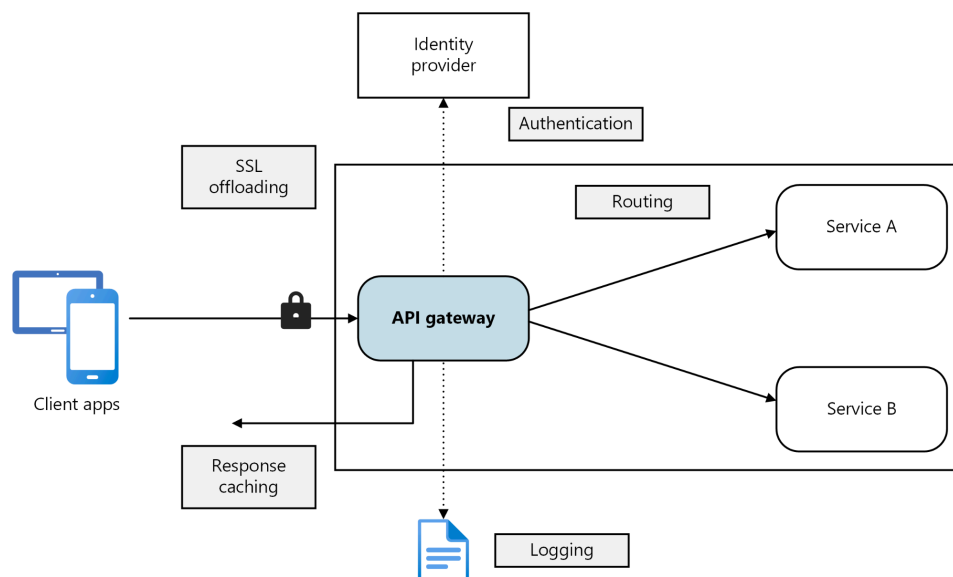 Identity
provider
Authentication
SSL
offloading
Routing
Service A
API gateway
Client apps
Service B
Response
caching
Logging